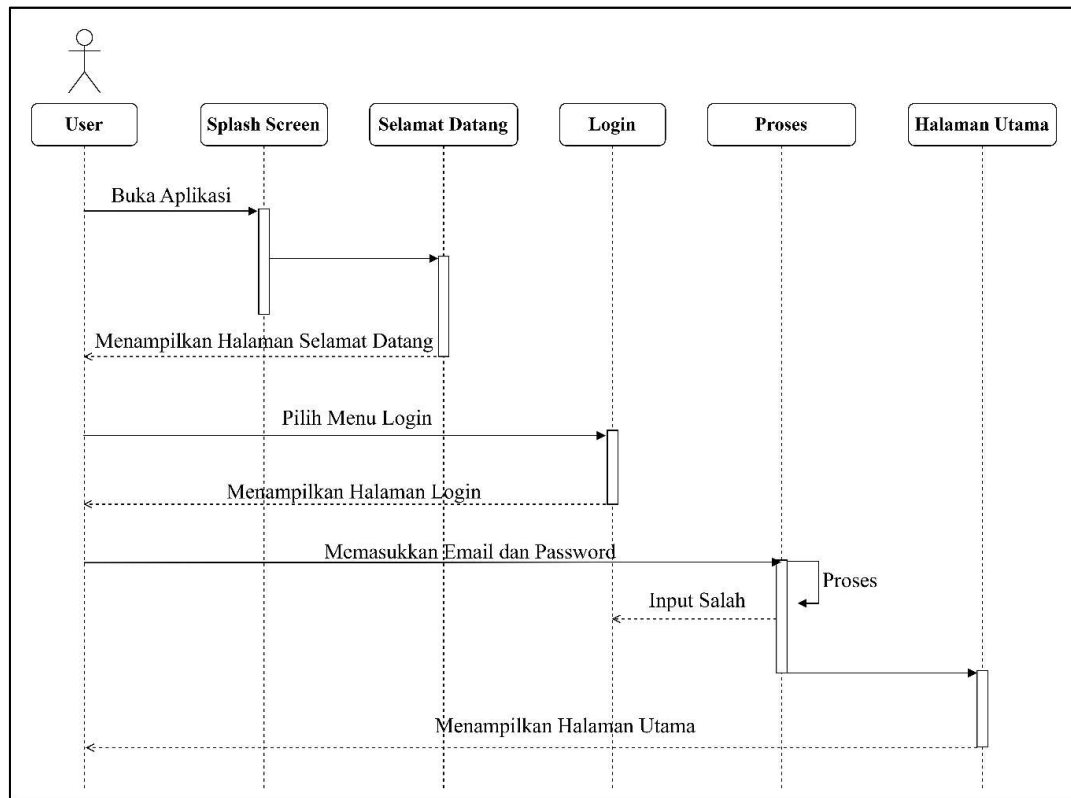 User
Splash Screen
Selamat Datang
Login
Proses
Halaman Utama
Buka Aplikasi
Menampilkan Halaman Selamat Datang
Pilih Menu Login
Menampilkan Halaman Login
Memasukkan Email dan Password
Proses
Input Salah
Menampilkan Halaman Utama